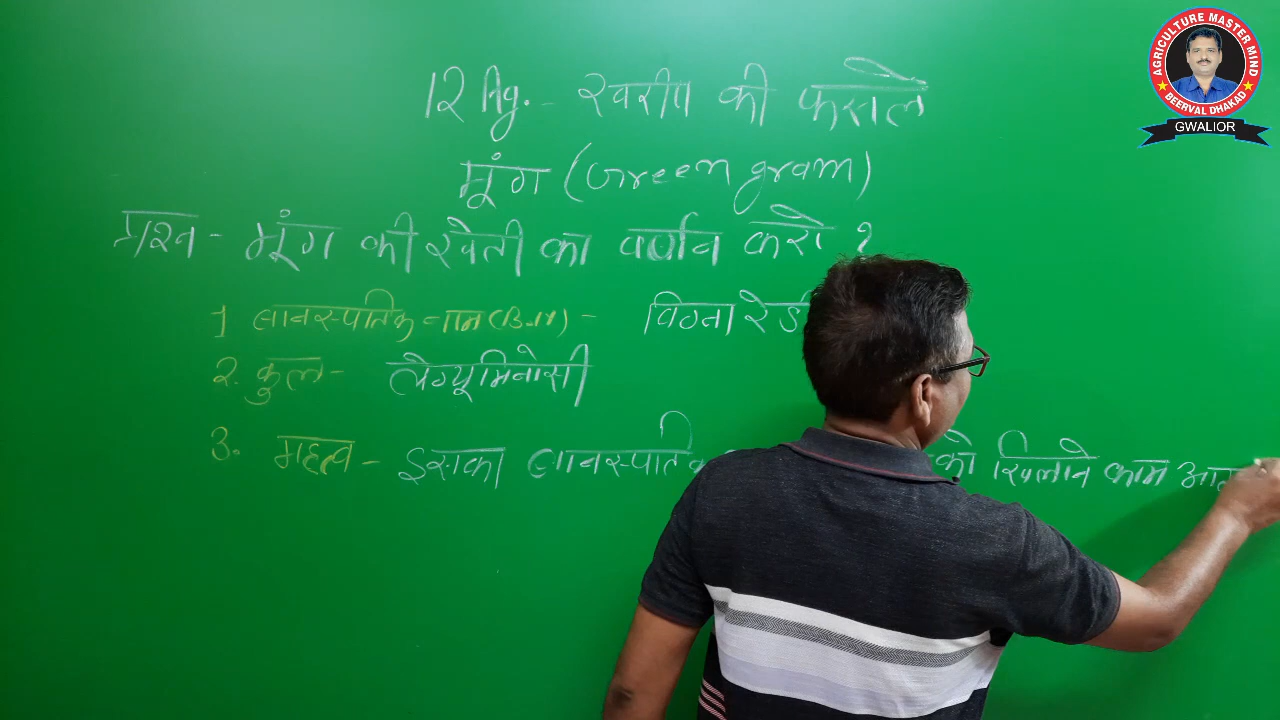 12 Ag. - खरीफ की फसलें
मूंग (Green gram)
प्रश्न - मूंग की खेती का वर्णन करो ?
1 वानस्पतिक नाम (B.N) - विग्ना रेडि
2. कुल - लेग्यूमिनोसी
3. महत्व - इसका वानस्पतिक को खिलाने काम आत
AGRICULTURE MASTER MIND
BEERVAL DHAKAD
GWALIOR